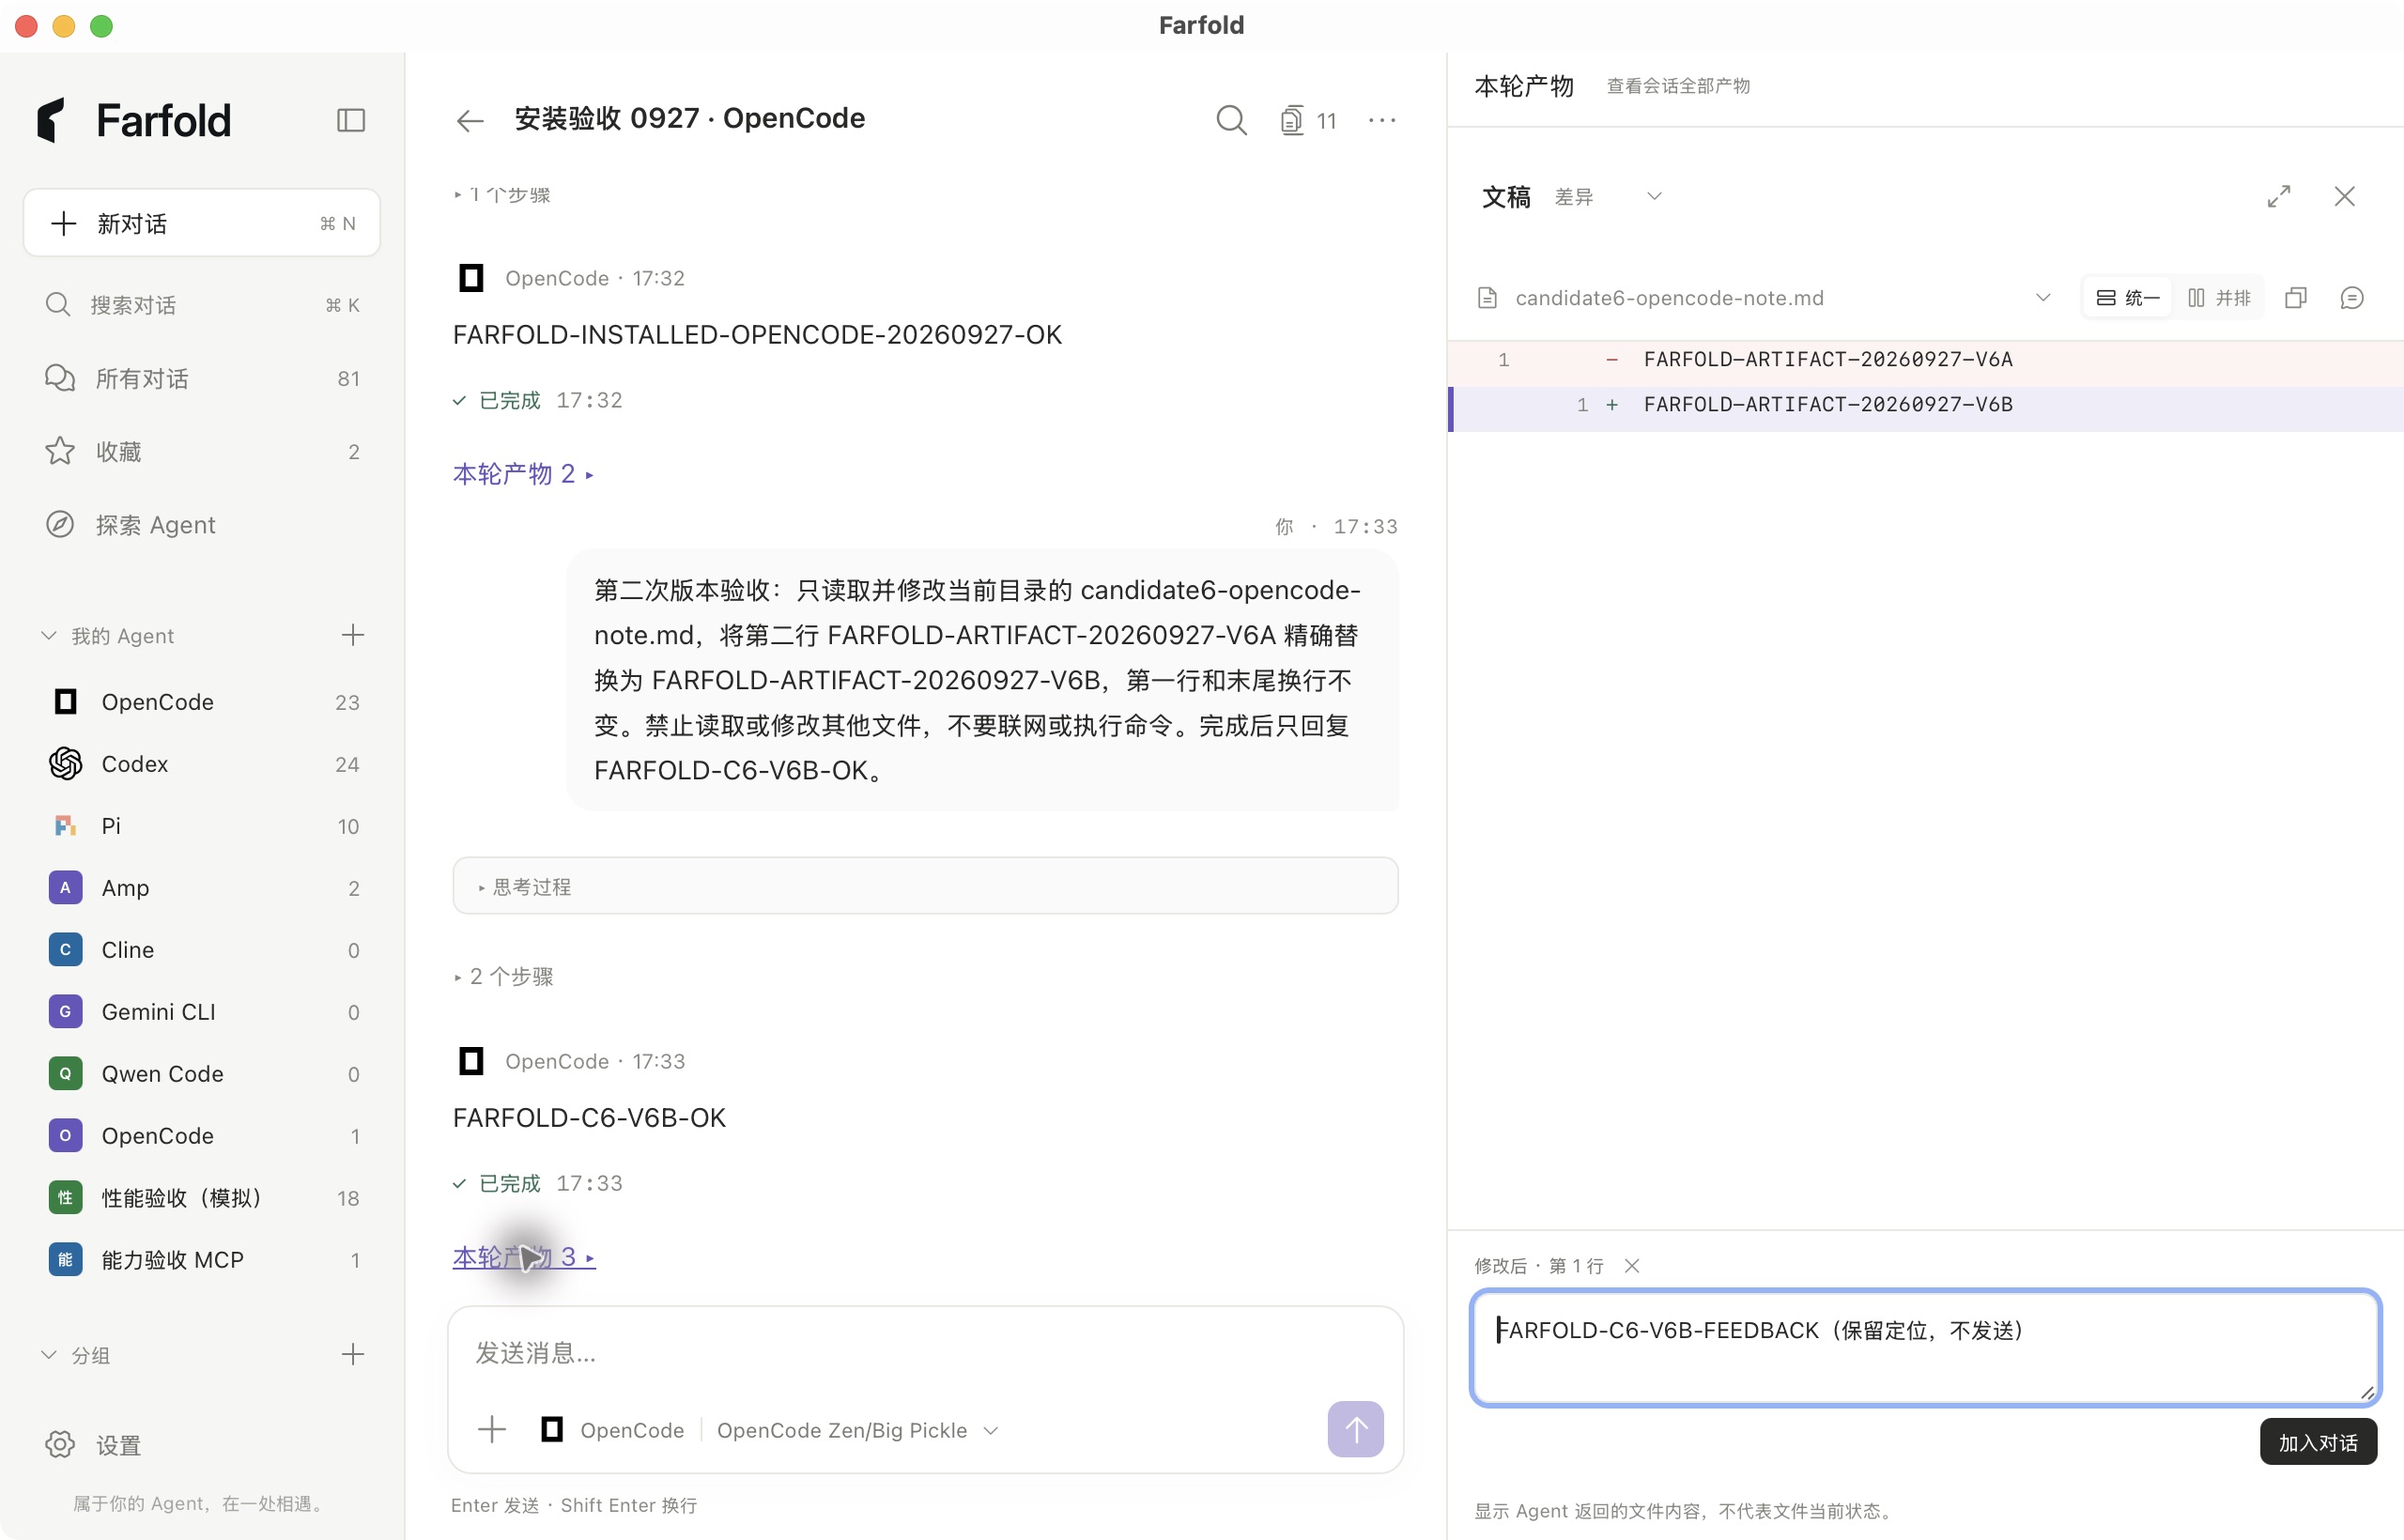 Farfold
Farfold
新对话
⌘ N
搜索对话
⌘ K
所有对话
81
收藏
2
探索 Agent
我的 Agent
OpenCode
23
Codex
24
Pi
10
A
Amp
2
C
Cline
0
G
Gemini CLI
0
Q
Qwen Code
0
O
OpenCode
1
性
性能验收（模拟）
18
能
能力验收 MCP
1
分组
设置
属于你的 Agent，在一处相遇。
安装验收 0927 · OpenCode
11
1 个步骤
OpenCode · 17:32
FARFOLD-INSTALLED-OPENCODE-20260927-OK
已完成 17:32
本轮产物 2
你 · 17:33
第二次版本验收：只读取并修改当前目录的 candidate6-opencode-
note.md，将第二行 FARFOLD-ARTIFACT-20260927-V6A 精确替
换为 FARFOLD-ARTIFACT-20260927-V6B，第一行和末尾换行不
变。禁止读取或修改其他文件，不要联网或执行命令。完成后只回复
FARFOLD-C6-V6B-OK。
思考过程
2 个步骤
OpenCode · 17:33
FARFOLD-C6-V6B-OK
已完成 17:33
本轮产物 3
发送消息...
OpenCode
OpenCode Zen/Big Pickle
Enter 发送 · Shift Enter 换行
本轮产物
查看会话全部产物
文稿
差异
candidate6-opencode-note.md
统一
并排
1 − FARFOLD-ARTIFACT-20260927-V6A
1 + FARFOLD-ARTIFACT-20260927-V6B
修改后 · 第 1 行
FARFOLD-C6-V6B-FEEDBACK（保留定位，不发送）
加入对话
显示 Agent 返回的文件内容，不代表文件当前状态。